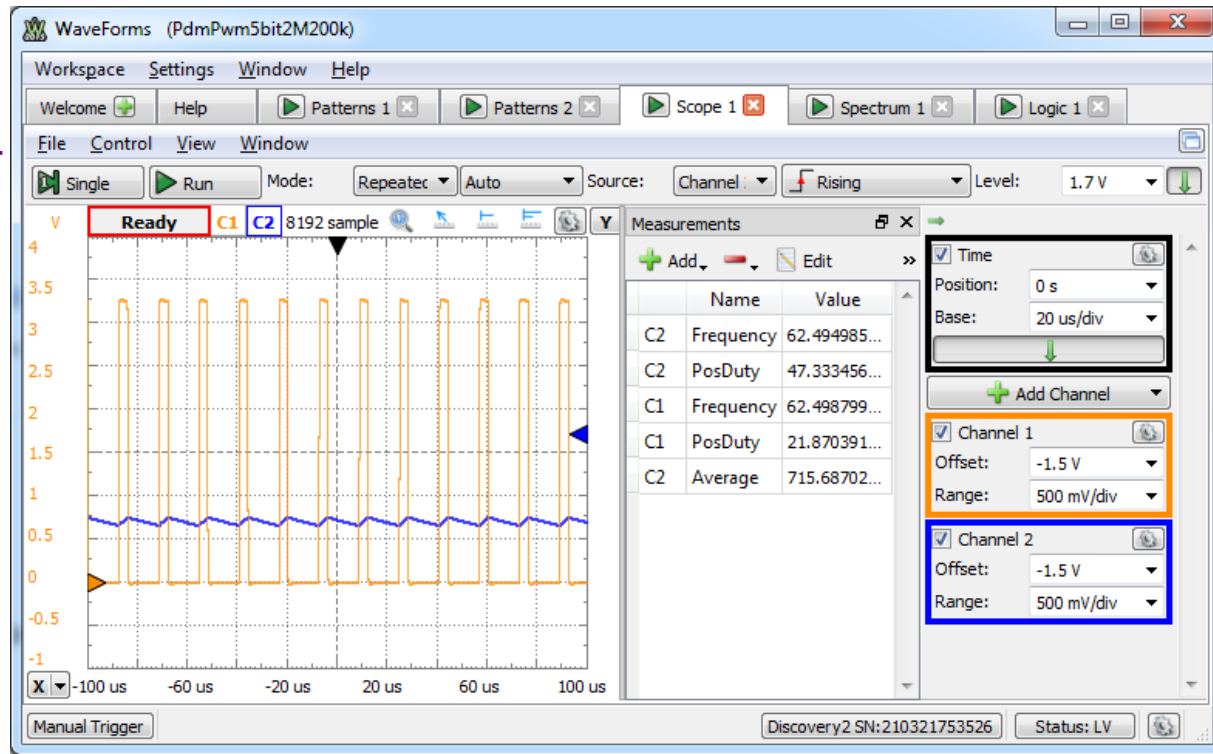 WaveForms (PdmPwm5bit2M200k)
Workspace Settings Window Help
Welcome Help Patterns 1 Patterns 2 Scope 1 Spectrum 1 Logic 1
File Control View Window
Single Run Mode: Repeatec Auto Source: Channel Rising Level: 1.7 V
V Ready C1 C2 8192 sample Y
Measurements
Add Edit »
Name Value
C2 Frequency 62.494985...
C2 PosDuty 47.333456...
C1 Frequency 62.498799...
C1 PosDuty 21.870391...
C2 Average 715.68702...
Time
Position: 0 s
Base: 20 us/div
Add Channel
Channel 1
Offset: -1.5 V
Range: 500 mV/div
Channel 2
Offset: -1.5 V
Range: 500 mV/div
4
3.5
3
2.5
2
1.5
1
0.5
0
-0.5
-1
X -100 us -60 us -20 us 20 us 60 us 100 us
Manual Trigger Discovery2 SN:210321753526 Status: LV